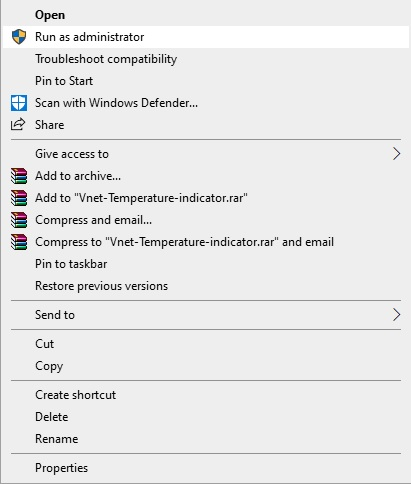 Open
Run as administrator
Troubleshoot compatibility
Pin to Start
Scan with Windows Defender...
Share
Give access to
Add to archive...
Add to "Vnet-Temperature-indicator.rar"
Compress and email...
Compress to "Vnet-Temperature-indicator.rar" and email
Pin to taskbar
Restore previous versions
Send to
Cut
Copy
Create shortcut
Delete
Rename
Properties